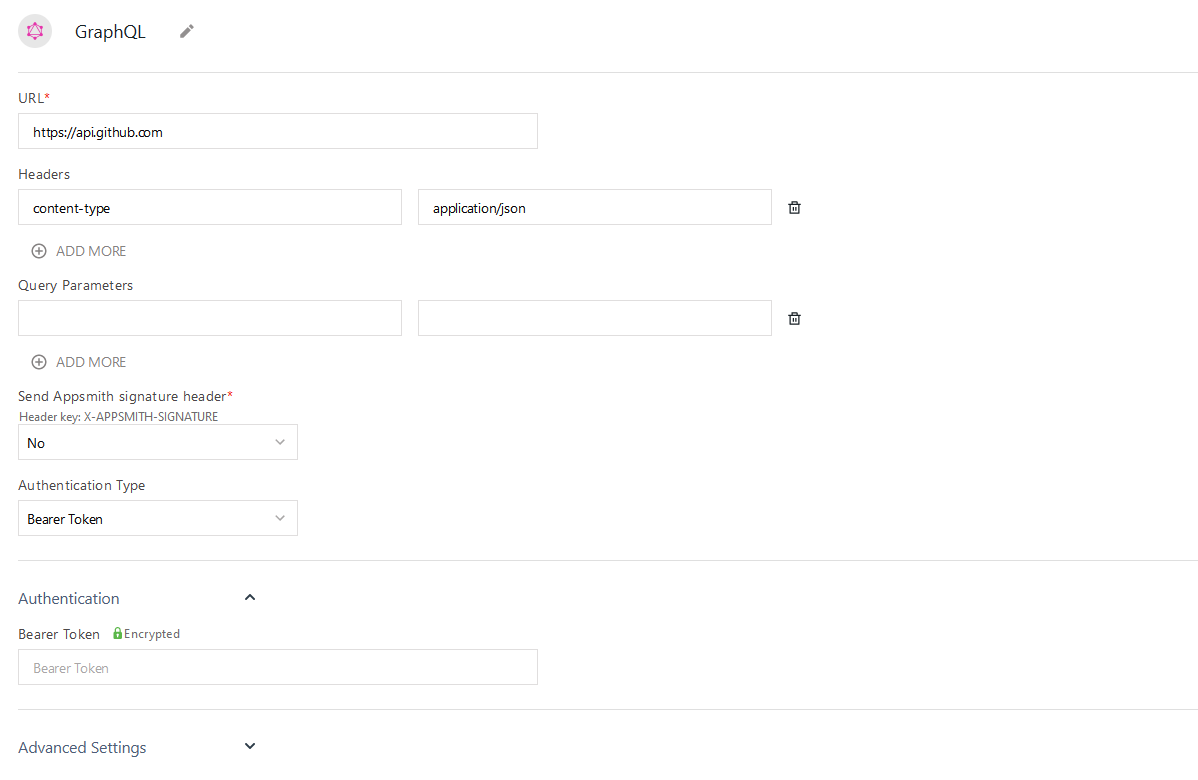 GraphQL
URL*
https://api.github.com
Headers
content-type application/json
ADD MORE
Query Parameters
ADD MORE
Send Appsmith signature header*
Header key: X-APPSMITH-SIGNATURE
No
Authentication Type
Bearer Token
Authentication
Bearer Token Encrypted
Bearer Token
Advanced Settings